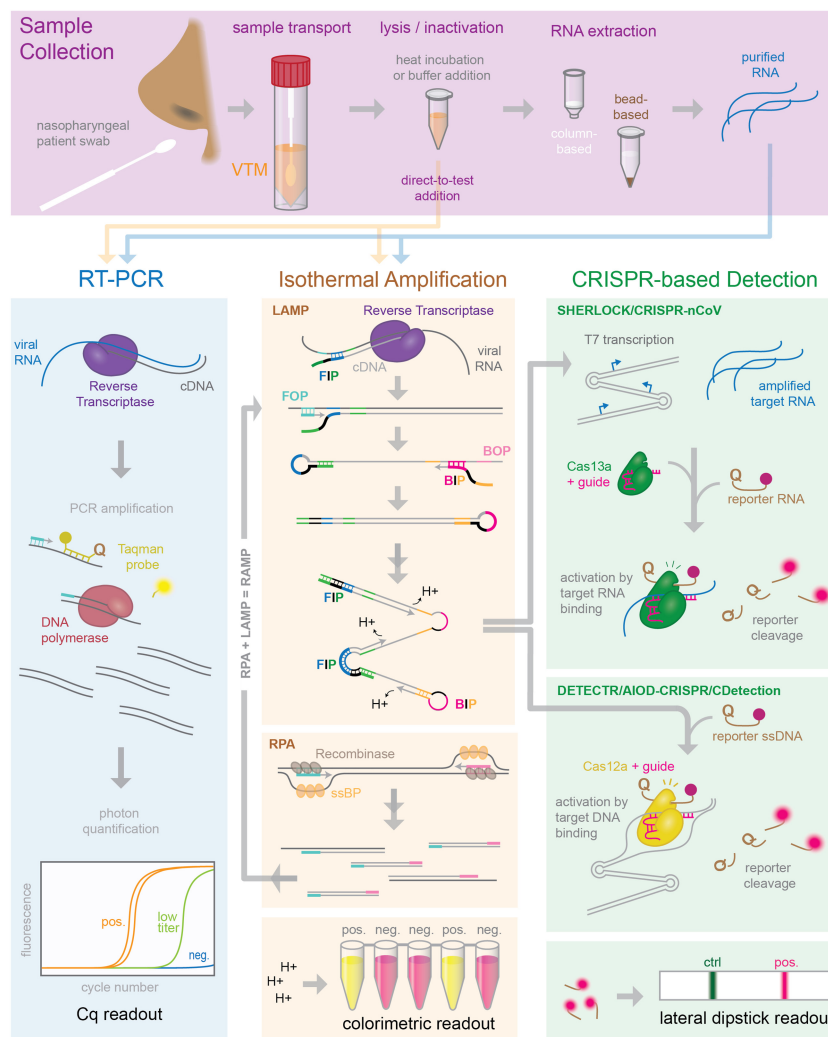 Sample
Collection
sample transport
lysis / inactivation
RNA extraction
heat incubation
or buffer addition
purified
RNA
bead-
based
column-
based
nasopharyngeal
patient swab
VTM
direct-to-test
addition
RT-PCR
Isothermal Amplification
CRISPR-based Detection
viral
RNA
cDNA
Reverse
Transcriptase
PCR amplification
Q
Taqman
probe
DNA
polymerase
photon
quantification
fluorescence
pos.
low
titer
neg.
cycle number
Cq readout
LAMP
Reverse Transcriptase
FIP
cDNA
viral
RNA
FOP
BOP
BIP
RPA + LAMP = RAMP
FIP
H+
H+
FIP
H+
BIP
RPA
Recombinase
ssBP
pos.
neg.
neg.
pos.
neg.
H+
H+
H+
colorimetric readout
SHERLOCK/CRISPR-nCoV
T7 transcription
amplified
target RNA
Cas13a
+ guide
Q
reporter RNA
Q
activation by
target RNA
binding
Q
Q
reporter
cleavage
DETECTR/AIOD-CRISPR/CDetection
Q
reporter ssDNA
Cas12a + guide
Q
activation by
target DNA
binding
Q
Q
reporter
cleavage
ctrl
pos.
lateral dipstick readout